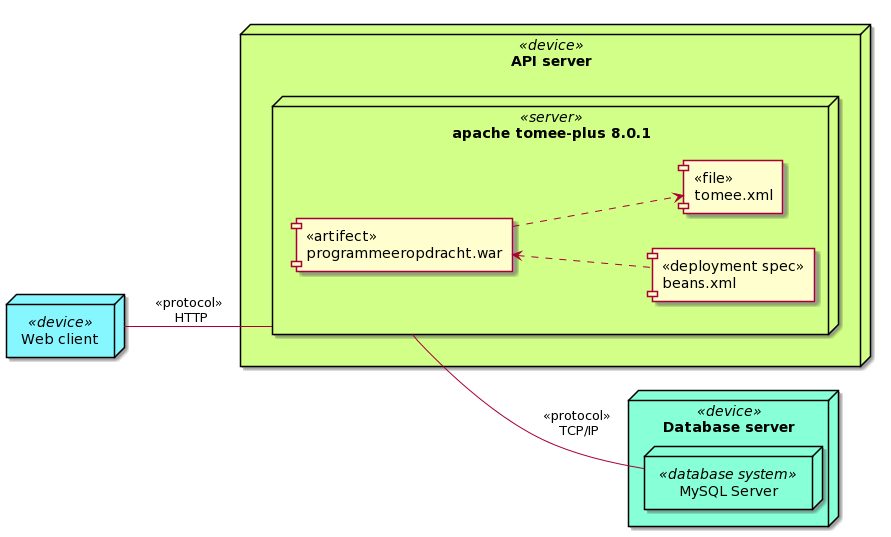 «device»
API server
«server»
apache tomee-plus 8.0.1
«file»
tomee.xml
«artifect»
programmeeropdracht.war
«deployment spec»
beans.xml
«protocol»
HTTP
«device»
Web client
«protocol»
TCP/IP
«device»
Database server
«database system»
MySQL Server